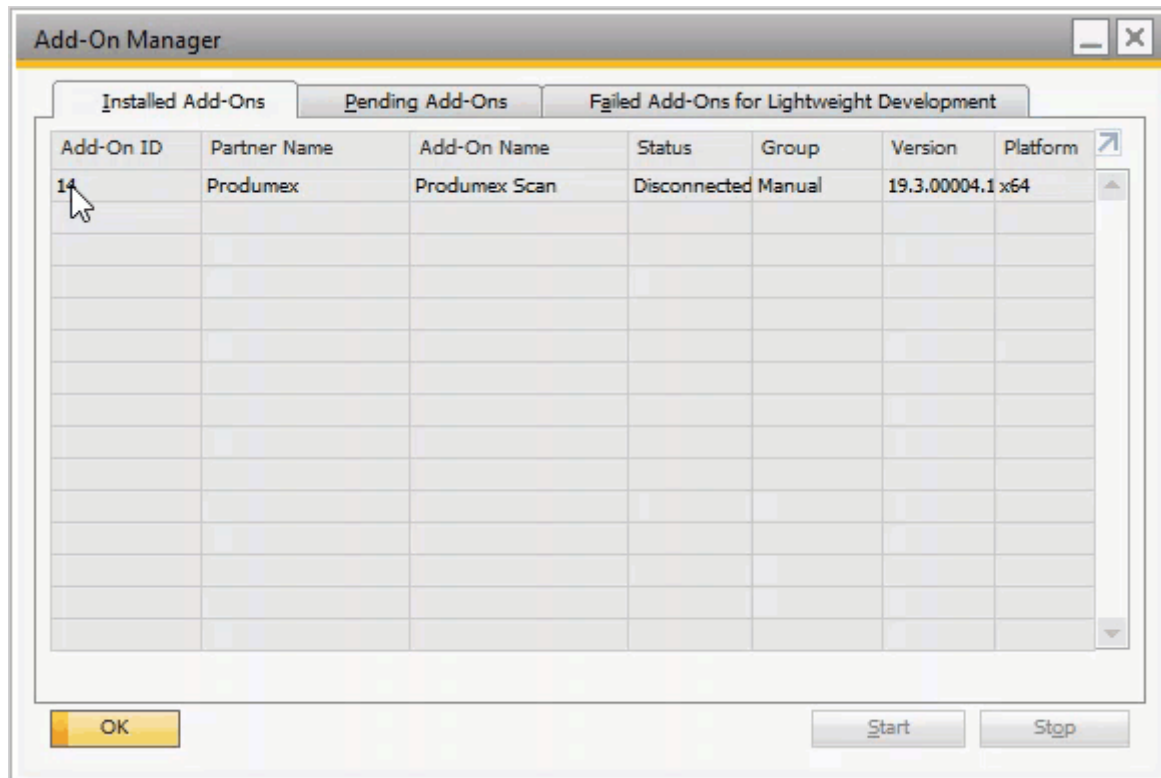 Add-On Manager
Installed Add-Ons Pending Add-Ons Failed Add-Ons for Lightweight Development
Add-On ID Partner Name Add-On Name Status Group Version Platform
14 Produmex Produmex Scan Disconnected Manual 19.3.00004.1 x64
OK Start Stop